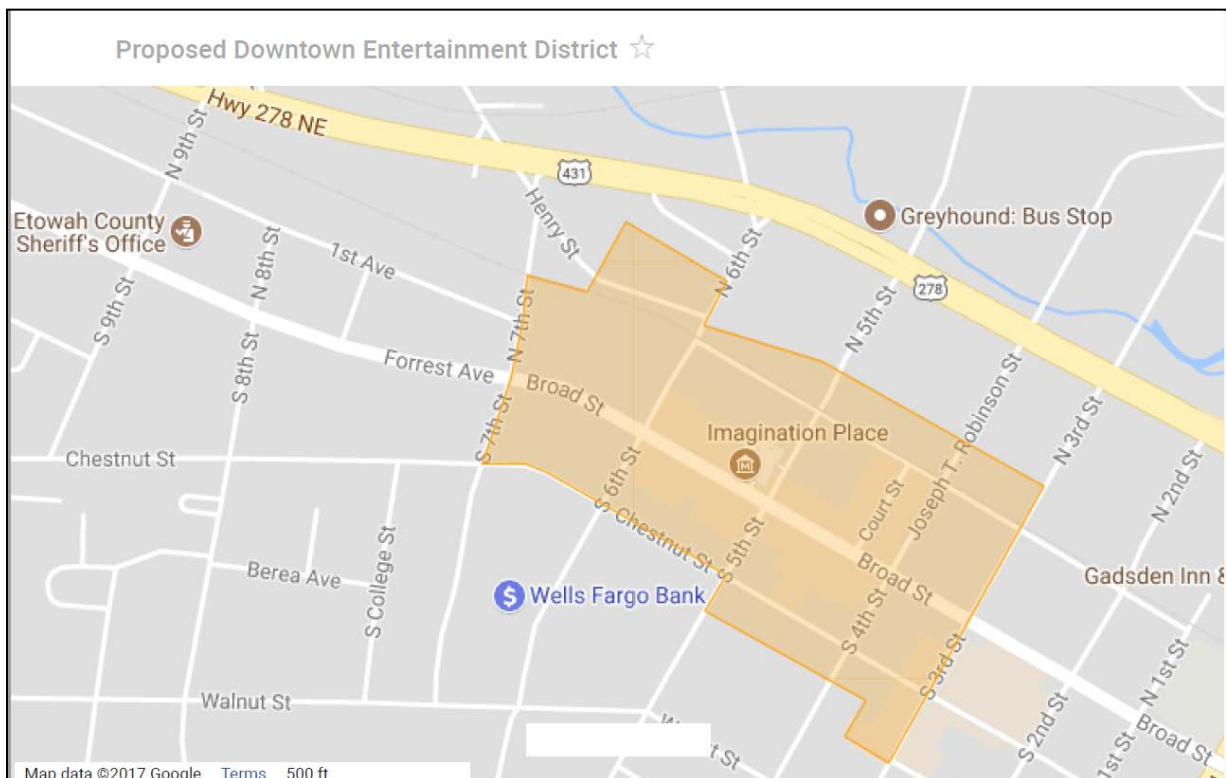 Proposed Downtown Entertainment District
Hwy 278 NE
N 9th St
431
Henry St
Etowah County
Sheriff's Office
Greyhound: Bus Stop
N 8th St
1st Ave
N 6th St
278
N 5th St
S 9th St
N 7th St
S 8th St
Forrest Ave
Broad St
Joseph T. Robinson St
N 3rd St
Imagination Place
S 7th St
Chestnut St
N 2nd St
S 6th St
Court St
S Chestnut St
S 5th St
Broad St
Berea Ave
S College St
Wells Fargo Bank
Gadsden Inn &
S 4th St
S 3rd St
N 1st St
Walnut St
S 2nd St
Broad St
1st St
Map data ©2017 Google Terms 500 ft